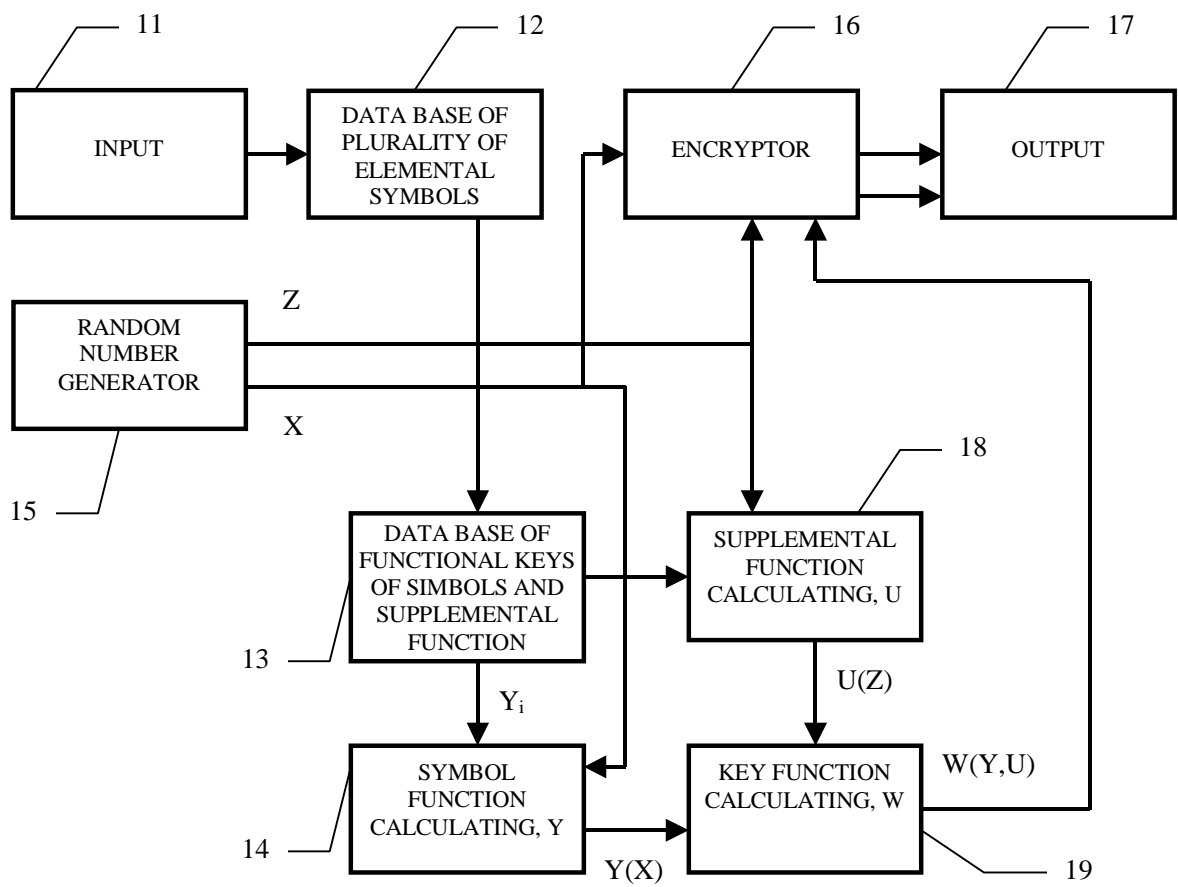 11
12
16
17
INPUT
DATA BASE OF
PLURALITY OF
ELEMENTAL
SYMBOLS
ENCRYPTOR
OUTPUT
Z
RANDOM
NUMBER
GENERATOR
X
15
18
DATA BASE OF
FUNCTIONAL KEYS
OF SIMBOLS AND
SUPPLEMENTAL
FUNCTION
SUPPLEMENTAL
FUNCTION
CALCULATING, U
13
Yi
U(Z)
SYMBOL
FUNCTION
CALCULATING, Y
KEY FUNCTION
CALCULATING, W
W(Y,U)
14
Y(X)
19